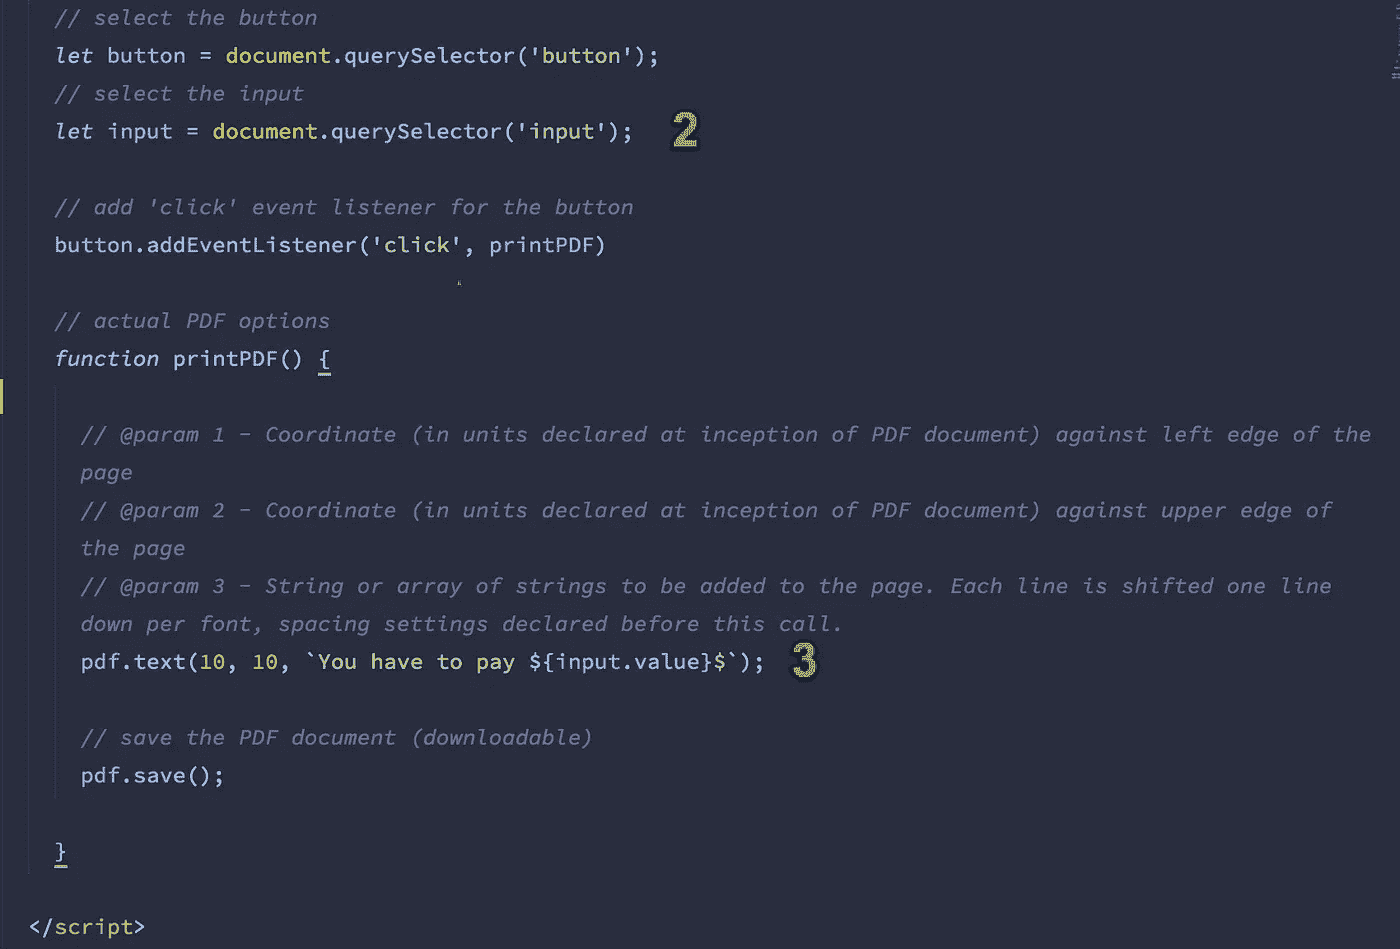 // select the button
let button = document.querySelector('button');
// select the input
let input = document.querySelector('input'); 2
// add 'click' event listener for the button
button.addEventListener('click', printPDF)
// actual PDF options
function printPDF() {
// @param 1 - Coordinate (in units declared at inception of PDF document) against left edge of the
page
// @param 2 - Coordinate (in units declared at inception of PDF document) against upper edge of
the page
// @param 3 - String or array of strings to be added to the page. Each line is shifted one line
down per font, spacing settings declared before this call.
pdf.text(10, 10, `You have to pay ${input.value}$`); 3
// save the PDF document (downloadable)
pdf.save();
}
</script>